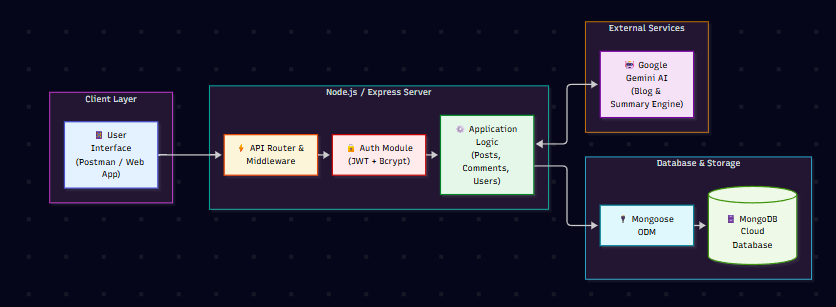 Client Layer
User
Interface
(Postman / Web
App)
Node.js / Express Server
API Router &
Middleware
Auth Module
(JWT + Bcrypt)
Application
Logic
(Posts,
Comments,
Users)
External Services
Google
Gemini AI
(Blog &
Summary Engine)
Database & Storage
Mongoose
ODM
MongoDB
Cloud
Database